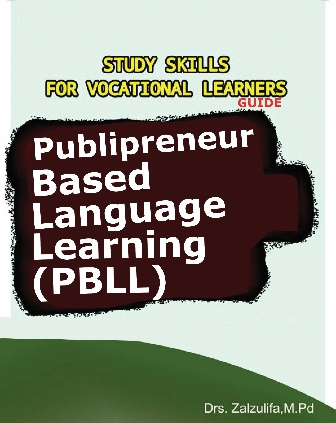 STUDY SKILLS
FOR VOCATIONAL LEARNERS
GUIDE
Publipreneur
Based
Language
Learning
(PBLL)
Drs. Zalzulifa,M.Pd